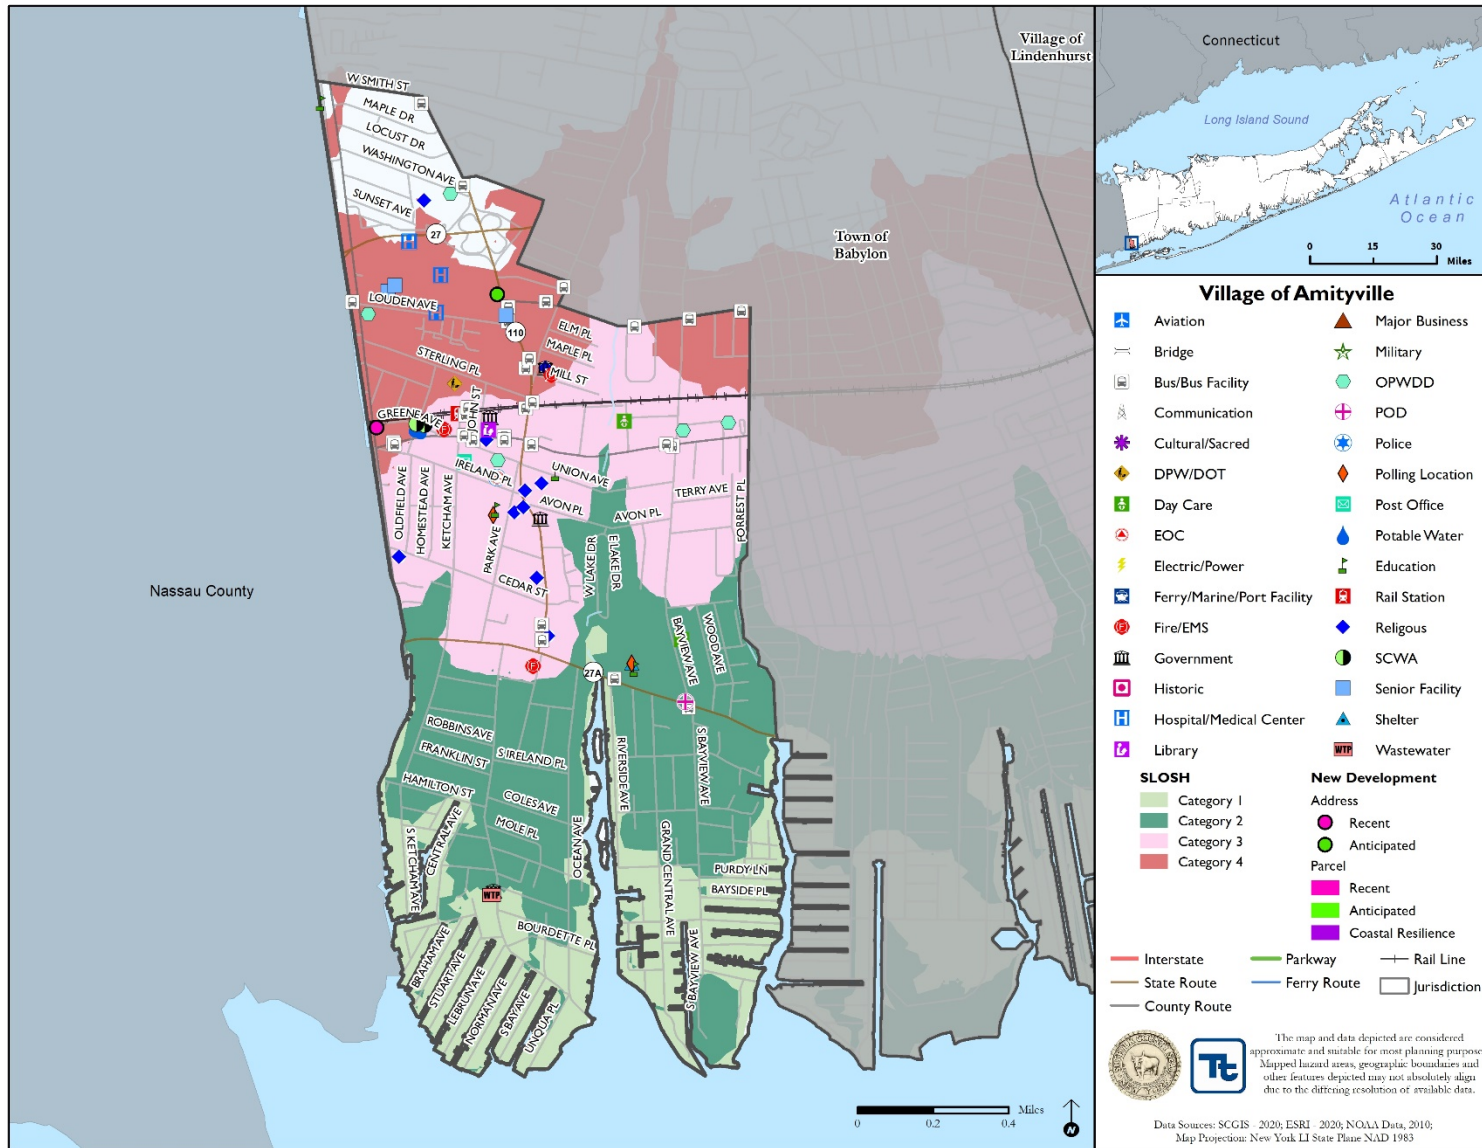 Village of
Lindenhurst
W SMITH ST
MAPLE DR
LOCUST DR
WASHINGTON AVE
SUNSET AVE
27
Town of
Babylon
LOUDEN AVE
110
ELM PL
MAPLE PL
MILL ST
STERLING PL
JOHN ST
GREENE AVE
IRELAND PL
UNION AVE
OLDFIELD AVE
HOMESTEAD AVE
KETCHAM AVE
PARK AVE
AVON PL
AVON PL
TERRY AVE
FORREST PL
W LAKE DR
E LAKE DR
CEDAR ST
Nassau County
BAYVIEW AVE
WOOD AVE
27A
ROBBINS AVE
FRANKLIN ST
S IRELAND PL
HAMILTON ST
COLES AVE
MOLE PL
CENTRAL AVE
S KETCHAM AVE
OCEAN AVE
RIVERSIDE AVE
S BAYVIEW AVE
GRAND CENTRAL AVE
PURDY LN
BAYSIDE PL
WTP
BOURDETTE PL
BRAHAM AVE
STUART AVE
LEBRUN AVE
NORMAN AVE
S BAY AVE
UNQUA PL
S BAYVIEW AVE
Miles
0 0.2 0.4
N
Connecticut
Long Island Sound
Atlantic
Ocean
0 15 30
Miles
Village of Amityville
Aviation
Major Business
Bridge
Military
Bus/Bus Facility
OPWDD
Communication
POD
Cultural/Sacred
Police
DPW/DOT
Polling Location
Day Care
Post Office
EOC
Potable Water
Electric/Power
Education
Ferry/Marine/Port Facility
Rail Station
Fire/EMS
Religous
Government
SCWA
Historic
Senior Facility
Hospital/Medical Center
Shelter
Library
WTP Wastewater
SLOSH
Category 1
Category 2
Category 3
Category 4
New Development
Address
Recent
Anticipated
Parcel
Recent
Anticipated
Coastal Resilience
Interstate
Parkway
Rail Line
State Route
Ferry Route
Jurisdiction
County Route
Tt
The map and data depicted are considered
approximate and suitable for most planning purpose
Mapped hazard areas, geographic boundaries and
other features depicted may not absolutely align
due to the differing resolution of available data.
Data Sources: SCGIS - 2020; ESRI - 2020; NOAA Data, 2010;
Map Projection: New York LI State Plane NAD 1983